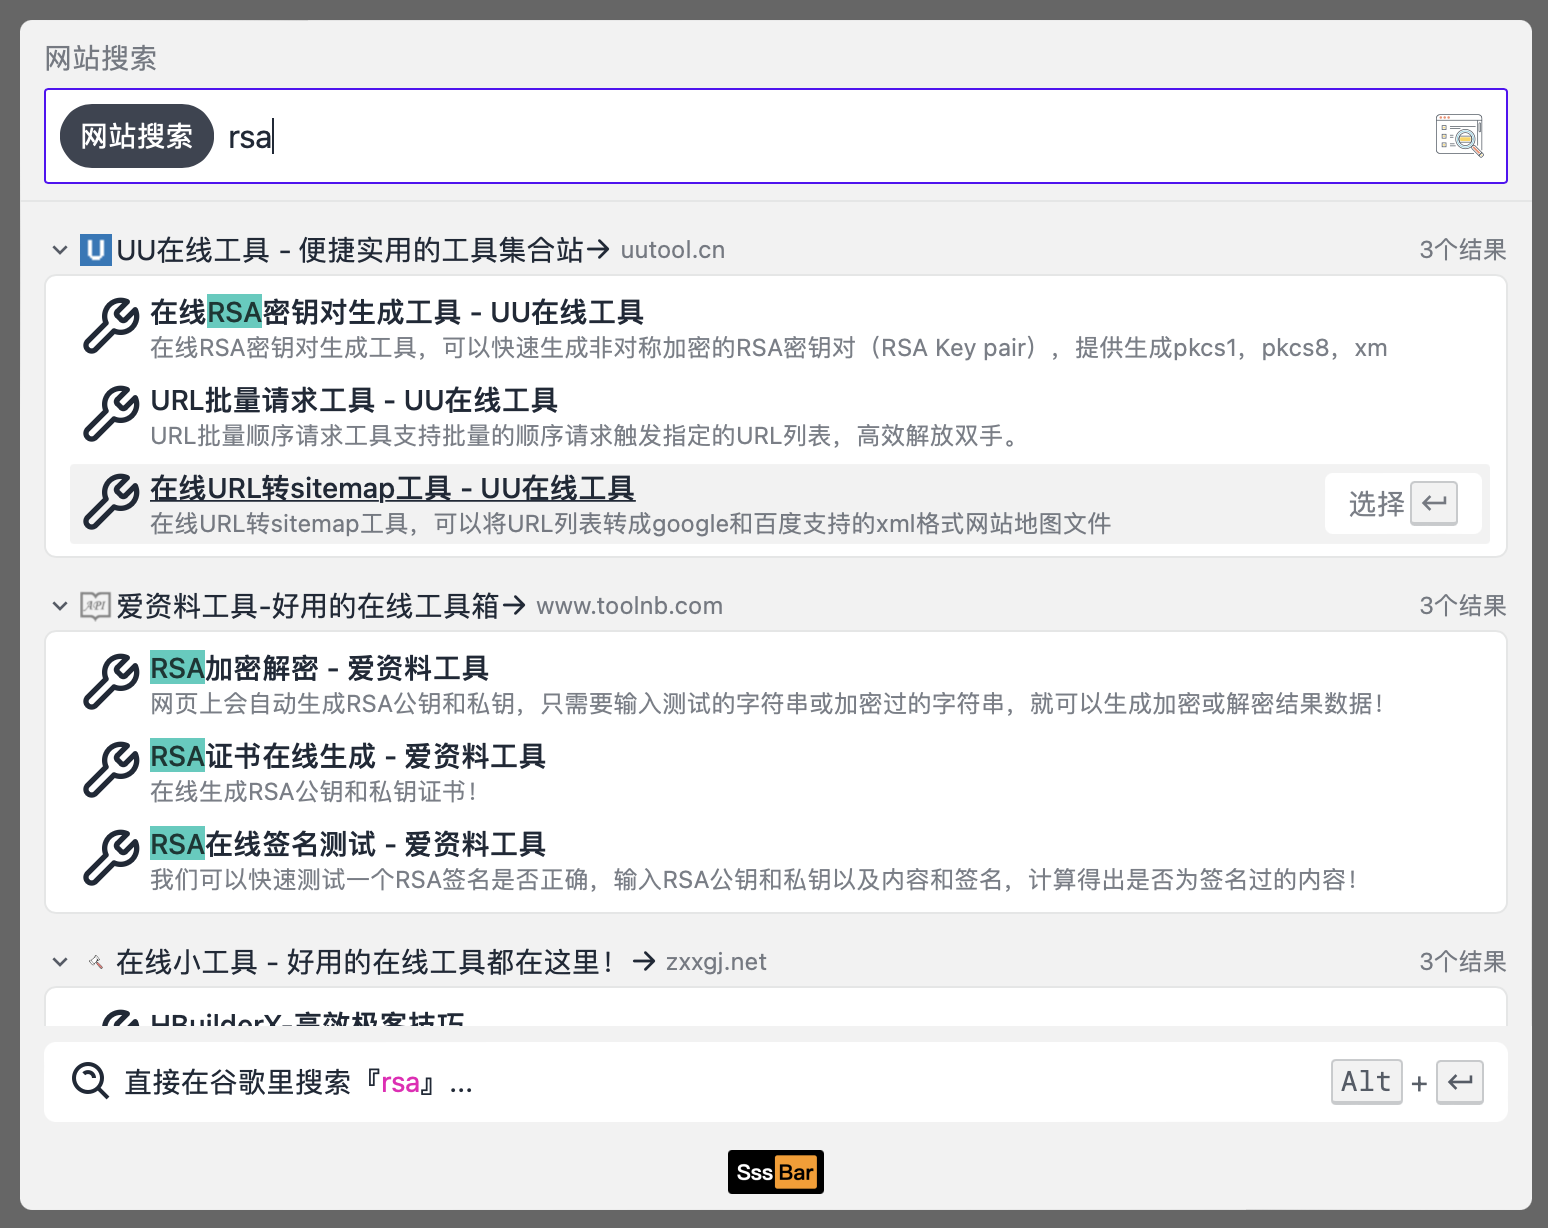 网站搜索
网站搜索 rsa
UU在线工具 - 便捷实用的工具集合站→ uutool.cn 3个结果
在线RSA密钥对生成工具 - UU在线工具
在线RSA密钥对生成工具，可以快速生成非对称加密的RSA密钥对（RSA Key pair），提供生成pkcs1，pkcs8，xm
URL批量请求工具 - UU在线工具
URL批量顺序请求工具支持批量的顺序请求触发指定的URL列表，高效解放双手。
在线URL转sitemap工具 - UU在线工具
在线URL转sitemap工具，可以将URL列表转成google和百度支持的xml格式网站地图文件
选择
API 爱资料工具-好用的在线工具箱→ www.toolnb.com 3个结果
RSA加密解密 - 爱资料工具
网页上会自动生成RSA公钥和私钥，只需要输入测试的字符串或加密过的字符串，就可以生成加密或解密结果数据！
RSA证书在线生成 - 爱资料工具
在线生成RSA公钥和私钥证书！
RSA在线签名测试 - 爱资料工具
我们可以快速测试一个RSA签名是否正确，输入RSA公钥和私钥以及内容和签名，计算得出是否为签名过的内容！
在线小工具 - 好用的在线工具都在这里！ → zxxgj.net 3个结果
HBuilderX-高效极客技巧
直接在谷歌里搜索『rsa』... Alt +
Sss Bar